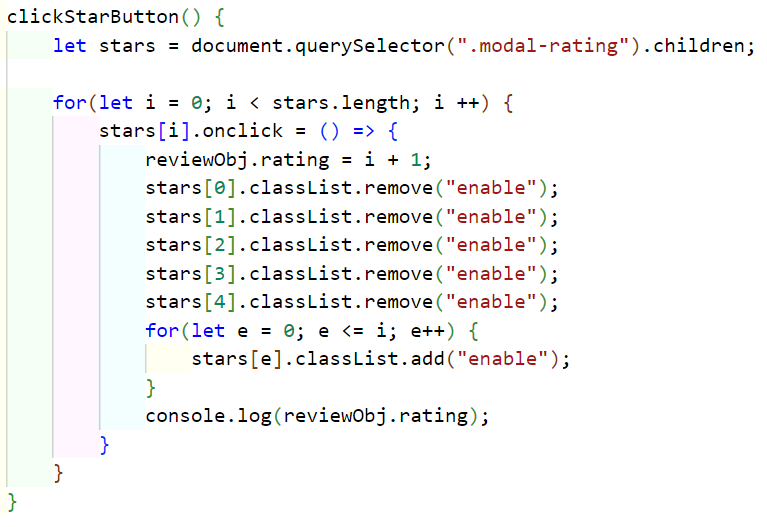 clickStarButton() {
let stars = document.querySelector(".modal-rating").children;
for(let i = 0; i < stars.length; i ++) {
stars[i].onclick = () => {
reviewObj.rating = i + 1;
stars[0].classList.remove("enable");
stars[1].classList.remove("enable");
stars[2].classList.remove("enable");
stars[3].classList.remove("enable");
stars[4].classList.remove("enable");
for(let e = 0; e <= i; e++) {
stars[e].classList.add("enable");
}
console.log(reviewObj.rating);
}
}
}